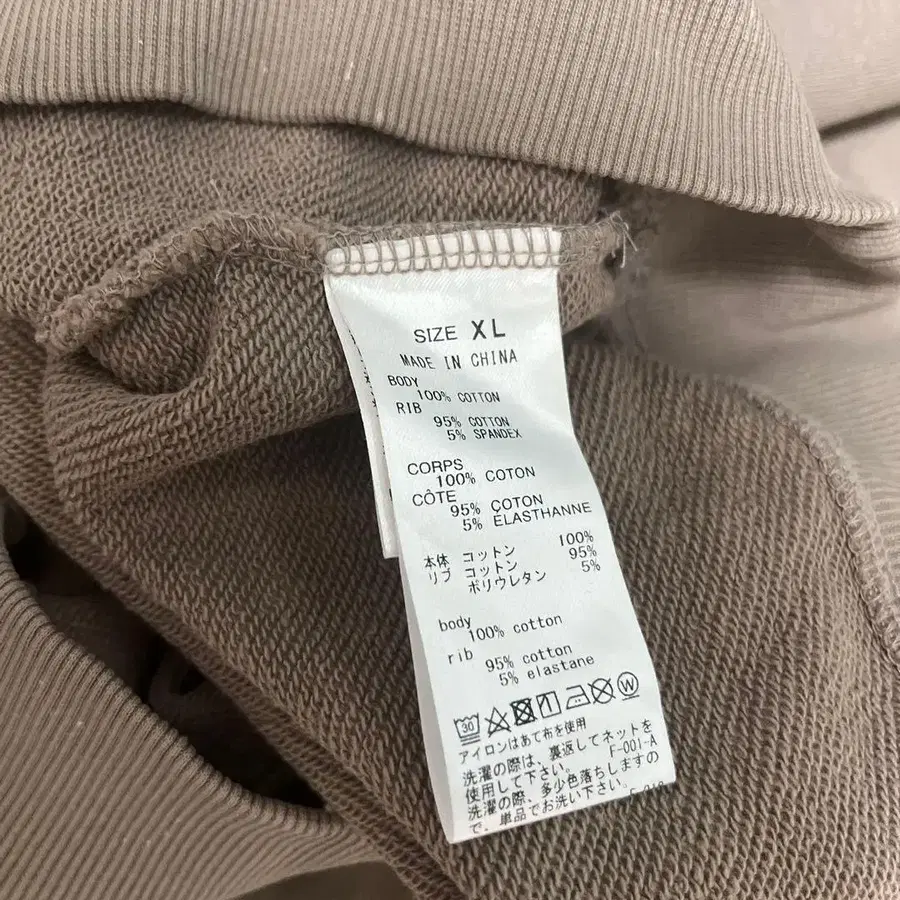 SIZE XL
MADE IN CHINA
BODY
100% COTTON
RIB
95% COTTON
5% SPANDEX
CORPS
100% COTON
CÔTE
95% COTON
5% ELASTHANNE
本体 コットン 100%
リブ コットン 95%
ポリウレタン 5%
body
100% cotton
rib
95% cotton
5% elastane
30 W
アイロンはあて布を使用
洗濯の際は、裏返してネットを F-001-A
使用して下さい。
洗濯の際、多少色落ちしますの
で、単品でお洗い下さい。